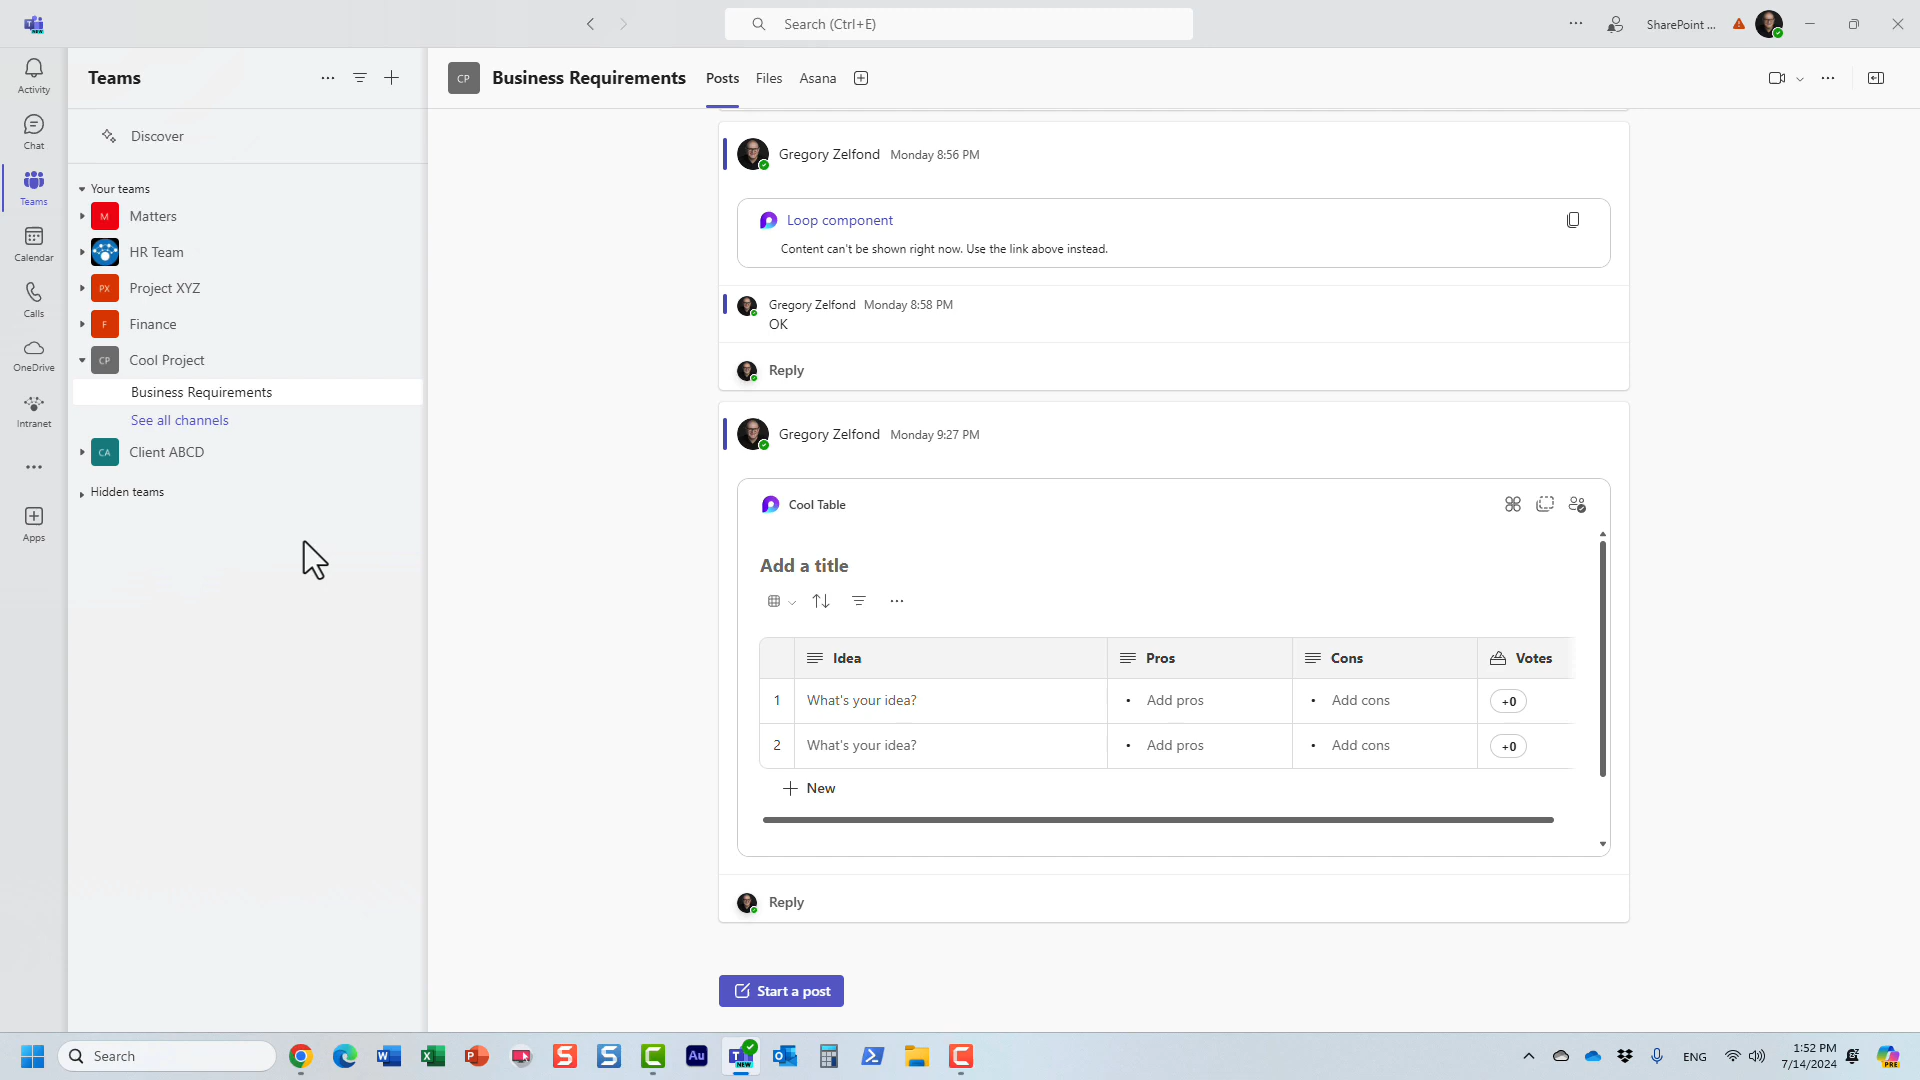 Search (Ctrl+E)
SharePoint ...
Activity
Chat
Teams
Calendar
Calls
OneDrive
Intranet
Apps
Teams
Discover
Your teams
M Matters
HR Team
PX Project XYZ
F Finance
CP Cool Project
Business Requirements
See all channels
CA Client ABCD
Hidden teams
CP Business Requirements Posts Files Asana
Gregory Zelfond Monday 8:56 PM
Loop component
Content can't be shown right now. Use the link above instead.
Gregory Zelfond Monday 8:58 PM
OK
Reply
Gregory Zelfond Monday 9:27 PM
Cool Table
Add a title
Idea Pros Cons Votes
1 What's your idea? • Add pros • Add cons +0
2 What's your idea? • Add pros • Add cons +0
New
Reply
Start a post
Search
Au
NEW
ENG
1:52 PM
7/14/2024
PRE